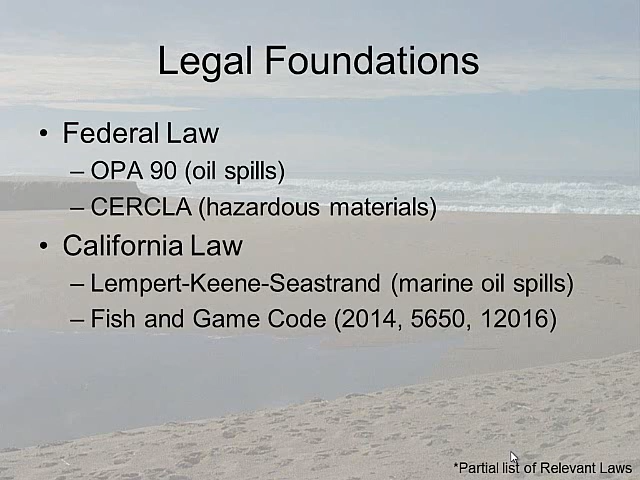 Legal Foundations
• Federal Law
– OPA 90 (oil spills)
– CERCLA (hazardous materials)
• California Law
– Lempert-Keene-Seastrand (marine oil spills)
– Fish and Game Code (2014, 5650, 12016)
*Partial list of Relevant Laws